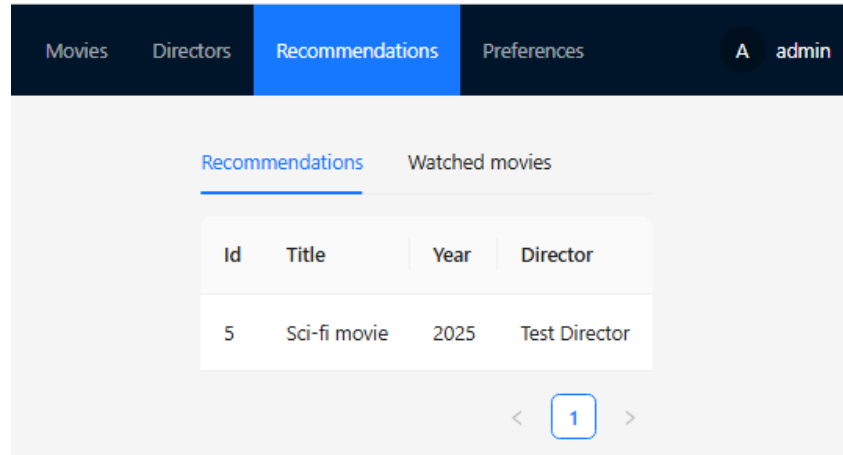 Movies Directors Recommendations Preferences A admin
Recommendations Watched movies
Id Title Year Director
5 Sci-fi movie 2025 Test Director
< 1 >